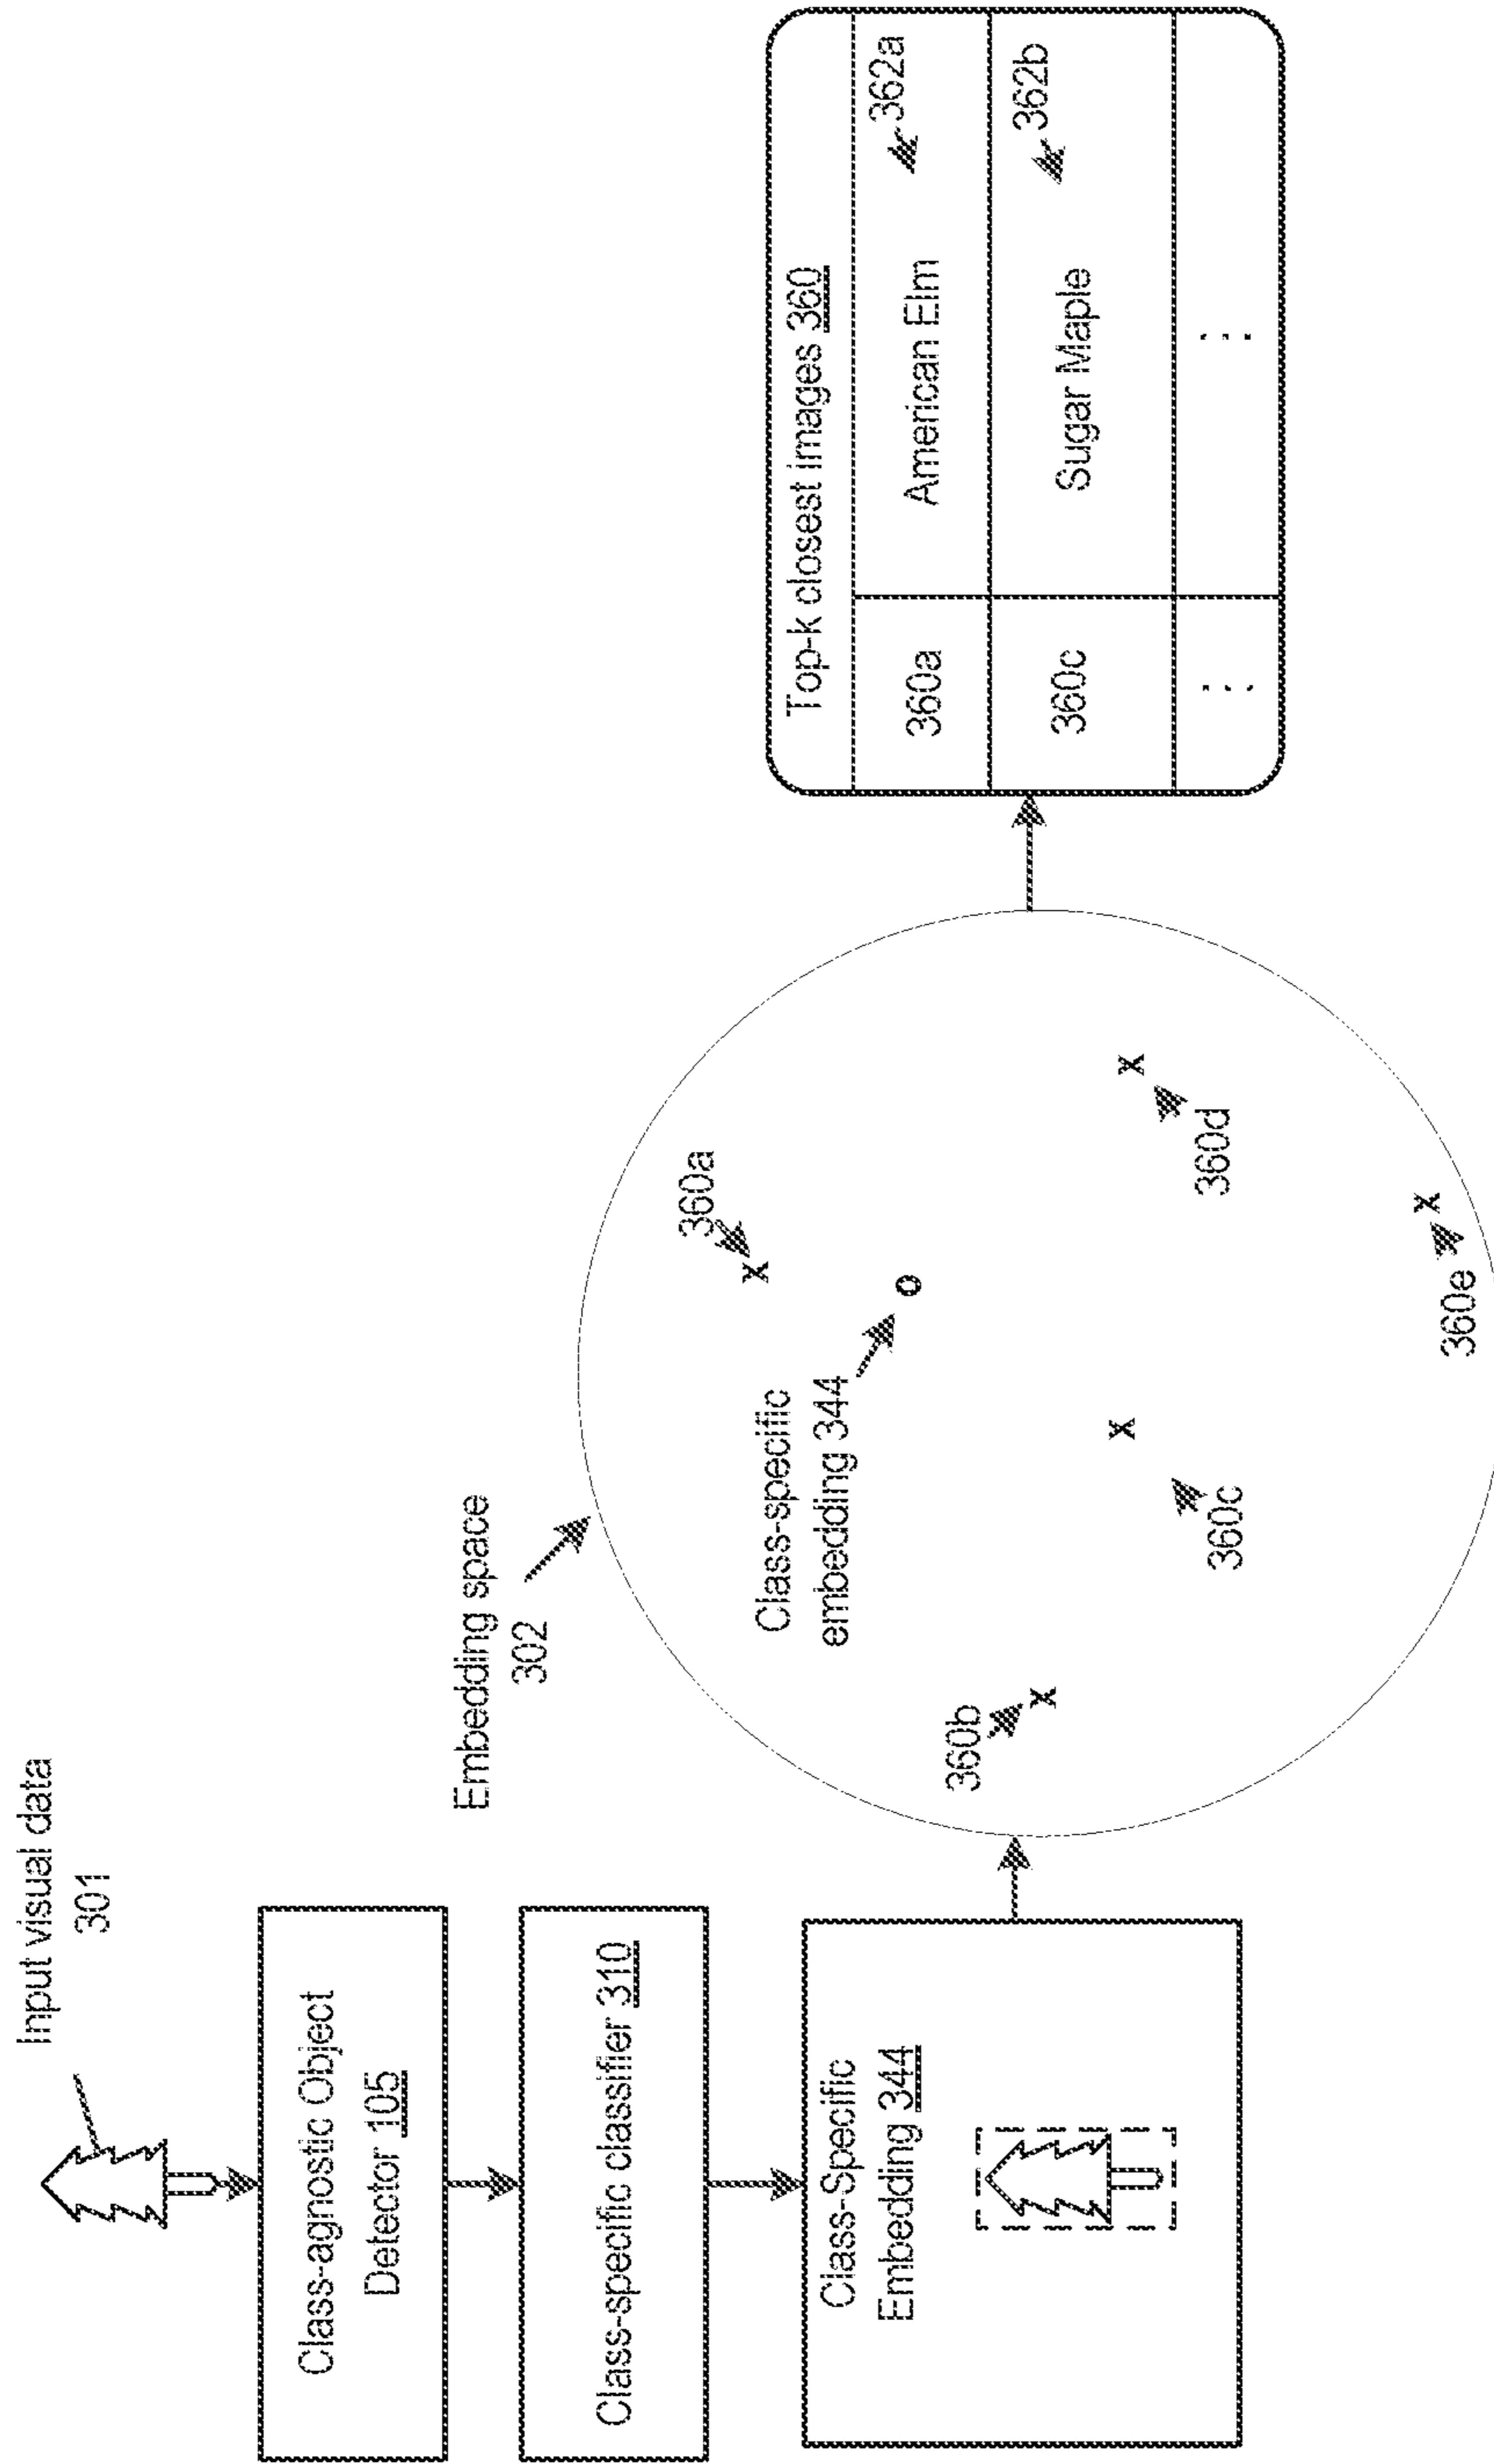 Input visual data
301
Class-agnostic Object
Detector 105
Class-specific classifier 310
Class-Specific
Embedding 344
Embedding space
302
360a
Class-specific
embedding 344
360b
360c
360d
360e
Top-k closest images 360
360a
American Elm
362a
360c
Sugar Maple
362b